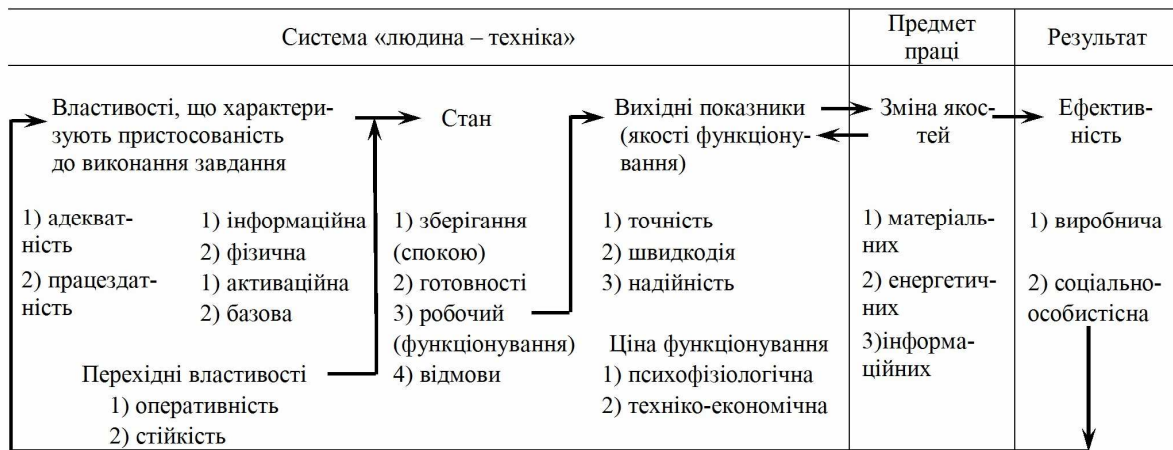 Система «людина – техніка»
Предмет
праці
Результат
Властивості, що характери-
зують пристосованість
до виконання завдання
Стан
Вихідні показники
(якості функціону-
вання)
Зміна якос-
тей
Ефектив-
ність
1) адекват-
ність
2) працездат-
ність
1) інформаційна
2) фізична
1) активаційна
2) базова
Перехідні властивості
1) оперативність
2) стійкість
1) зберігання
(спокою)
2) готовності
3) робочий
(функціонування)
4) відмови
1) точність
2) швидкодія
3) надійність
Ціна функціонування
1) психофізіологічна
2) техніко-економічна
1) матеріаль-
них
2) енергетич-
них
3)інформа-
ційних
1) виробнича
2) соціально-
особистісна